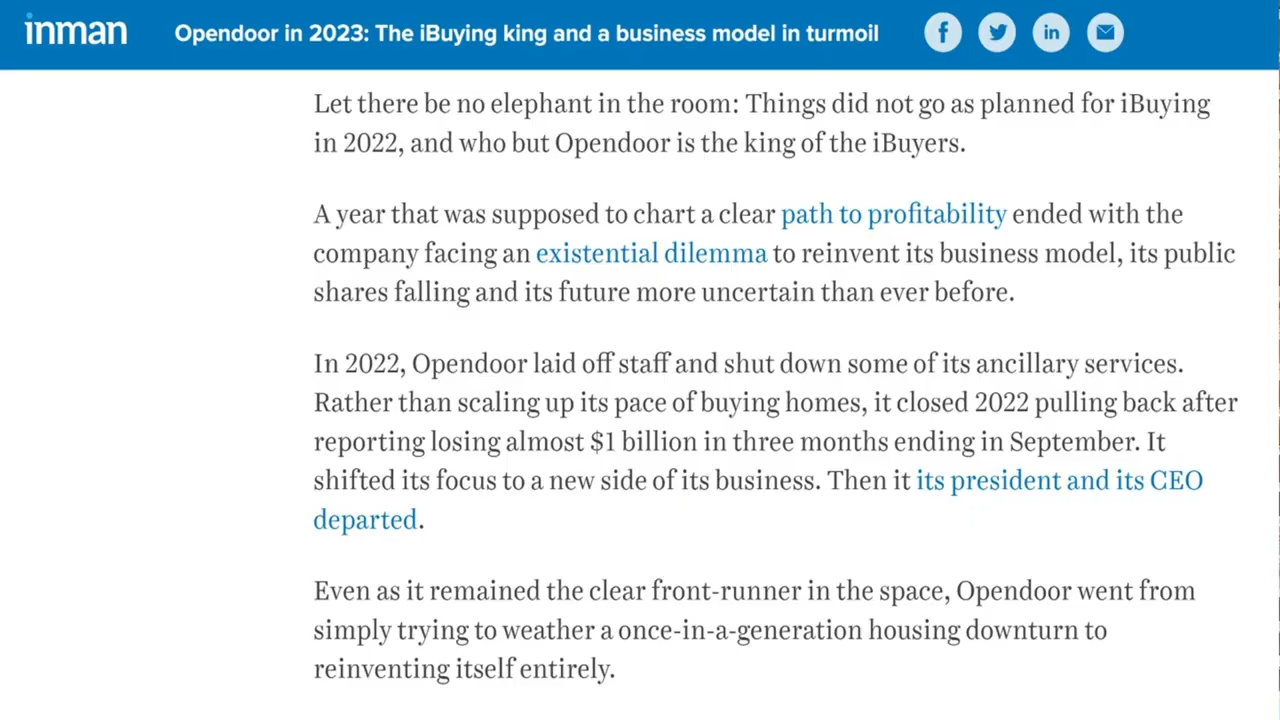 inman
Opendoor in 2023: The iBuying king and a business model in turmoil
Let there be no elephant in the room: Things did not go as planned for iBuying
in 2022, and who but Opendoor is the king of the iBuyers.
A year that was supposed to chart a clear path to profitability ended with the
company facing an existential dilemma to reinvent its business model, its public
shares falling and its future more uncertain than ever before.
In 2022, Opendoor laid off staff and shut down some of its ancillary services.
Rather than scaling up its pace of buying homes, it closed 2022 pulling back after
reporting losing almost $1 billion in three months ending in September. It
shifted its focus to a new side of its business. Then it its president and its CEO
departed.
Even as it remained the clear front-runner in the space, Opendoor went from
simply trying to weather a once-in-a-generation housing downturn to
reinventing itself entirely.